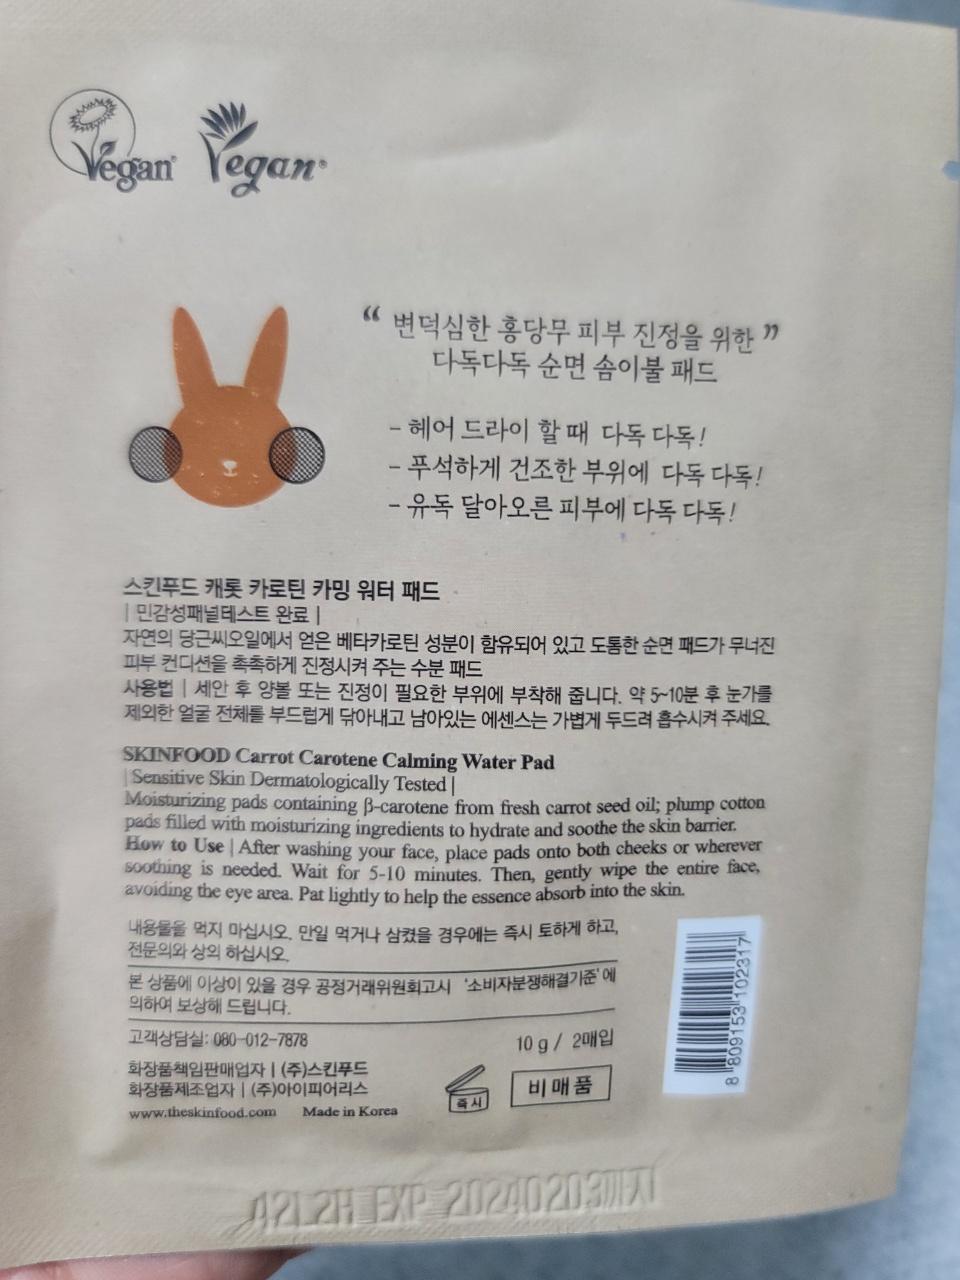 Vegan
Vegan®
“ 변덕심한 홍당무 피부 진정을 위한 ”
다독다독 순면 솜이불 패드
- 헤어 드라이 할 때 다독 다독!
- 푸석하게 건조한 부위에 다독 다독!
- 유독 달아오른 피부에 다독 다독!
스킨푸드 캐롯 카로틴 카밍 워터 패드
| 민감성패널테스트 완료 |
자연의 당근씨오일에서 얻은 베타카로틴 성분이 함유되어 있고 도톰한 순면 패드가 무너진
피부 컨디션을 촉촉하게 진정시켜 주는 수분 패드
사용법 | 세안 후 양볼 또는 진정이 필요한 부위에 부착해 줍니다. 약 5~10분 후 눈가를
제외한 얼굴 전체를 부드럽게 닦아내고 남아있는 에센스는 가볍게 두드려 흡수시켜 주세요.
SKINFOOD Carrot Carotene Calming Water Pad
| Sensitive Skin Dermatologically Tested |
Moisturizing pads containing β-carotene from fresh carrot seed oil; plump cotton
pads filled with moisturizing ingredients to hydrate and soothe the skin barrier.
How to Use | After washing your face, place pads onto both cheeks or wherever
soothing is needed. Wait for 5-10 minutes. Then, gently wipe the entire face,
avoiding the eye area. Pat lightly to help the essence absorb into the skin.
내용물을 먹지 마십시오. 만일 먹거나 삼켰을 경우에는 즉시 토하게 하고,
전문의와 상의 하십시오.
본 상품에 이상이 있을 경우 공정거래위원회고시 '소비자분쟁해결기준'에
의하여 보상해 드립니다.
고객상담실: 080-012-7878
10 g / 2매입
화장품책임판매업자 | (주)스킨푸드
화장품제조업자 | (주)아이피어리스
www.theskinfood.com Made in Korea
즉시
비매품
8 809153 102317
EXP 20240203